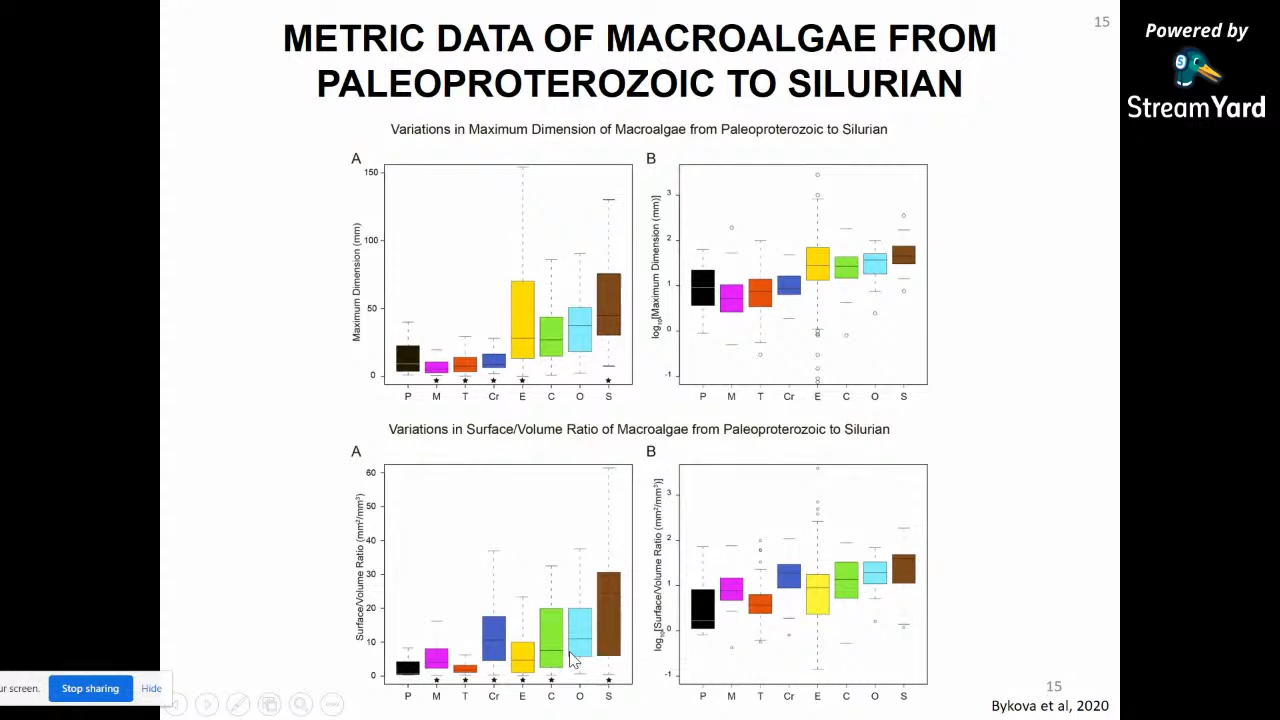 METRIC DATA OF MACROALGAE FROM
PALEOPROTEROZOIC TO SILURIAN
15
Powered by
StreamYard
Variations in Maximum Dimension of Macroalgae from Paleoproterozoic to Silurian
A
Maximum Dimension (mm)
150
100
50
0
P M T Cr E C O S
B
log₁₀[Maximum Dimension (mm)]
3
2
1
0
-1
P M T Cr E C O S
Variations in Surface/Volume Ratio of Macroalgae from Paleoproterozoic to Silurian
A
Surface/Volume Ratio (mm²/mm³)
60
50
40
30
20
10
0
P M T Cr E C O S
B
log₁₀[Surface/Volume Ratio (mm²/mm³)]
3
2
1
0
-1
P M T Cr E C O S
ur screen.
Stop sharing
Hide
15
Bykova et al, 2020